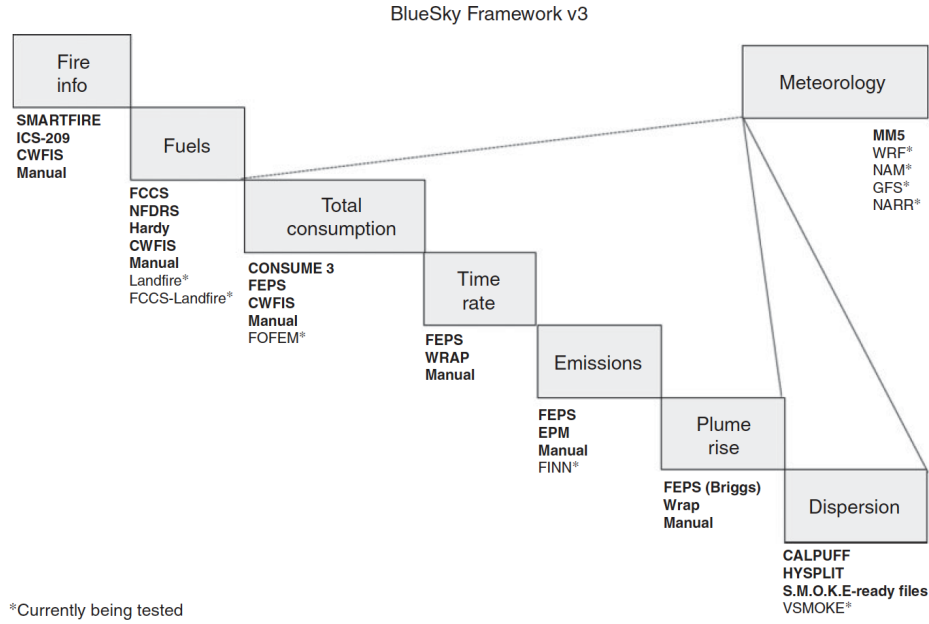 BlueSky Framework v3
Fire
info
SMARTFIRE
ICS-209
CWFIS
Manual
Fuels
FCCS
NFDRS
Hardy
CWFIS
Manual
Landfire*
FCCS-Landfire*
Total
consumption
CONSUME 3
FEPS
CWFIS
Manual
FOFEM*
Time
rate
FEPS
WRAP
Manual
Emissions
FEPS
EPM
Manual
FINN*
Plume
rise
FEPS (Briggs)
Wrap
Manual
Dispersion
CALPUFF
HYSPLIT
S.M.O.K.E-ready files
VSMOKE*
Meteorology
MM5
WRF*
NAM*
GFS*
NARR*
*Currently being tested